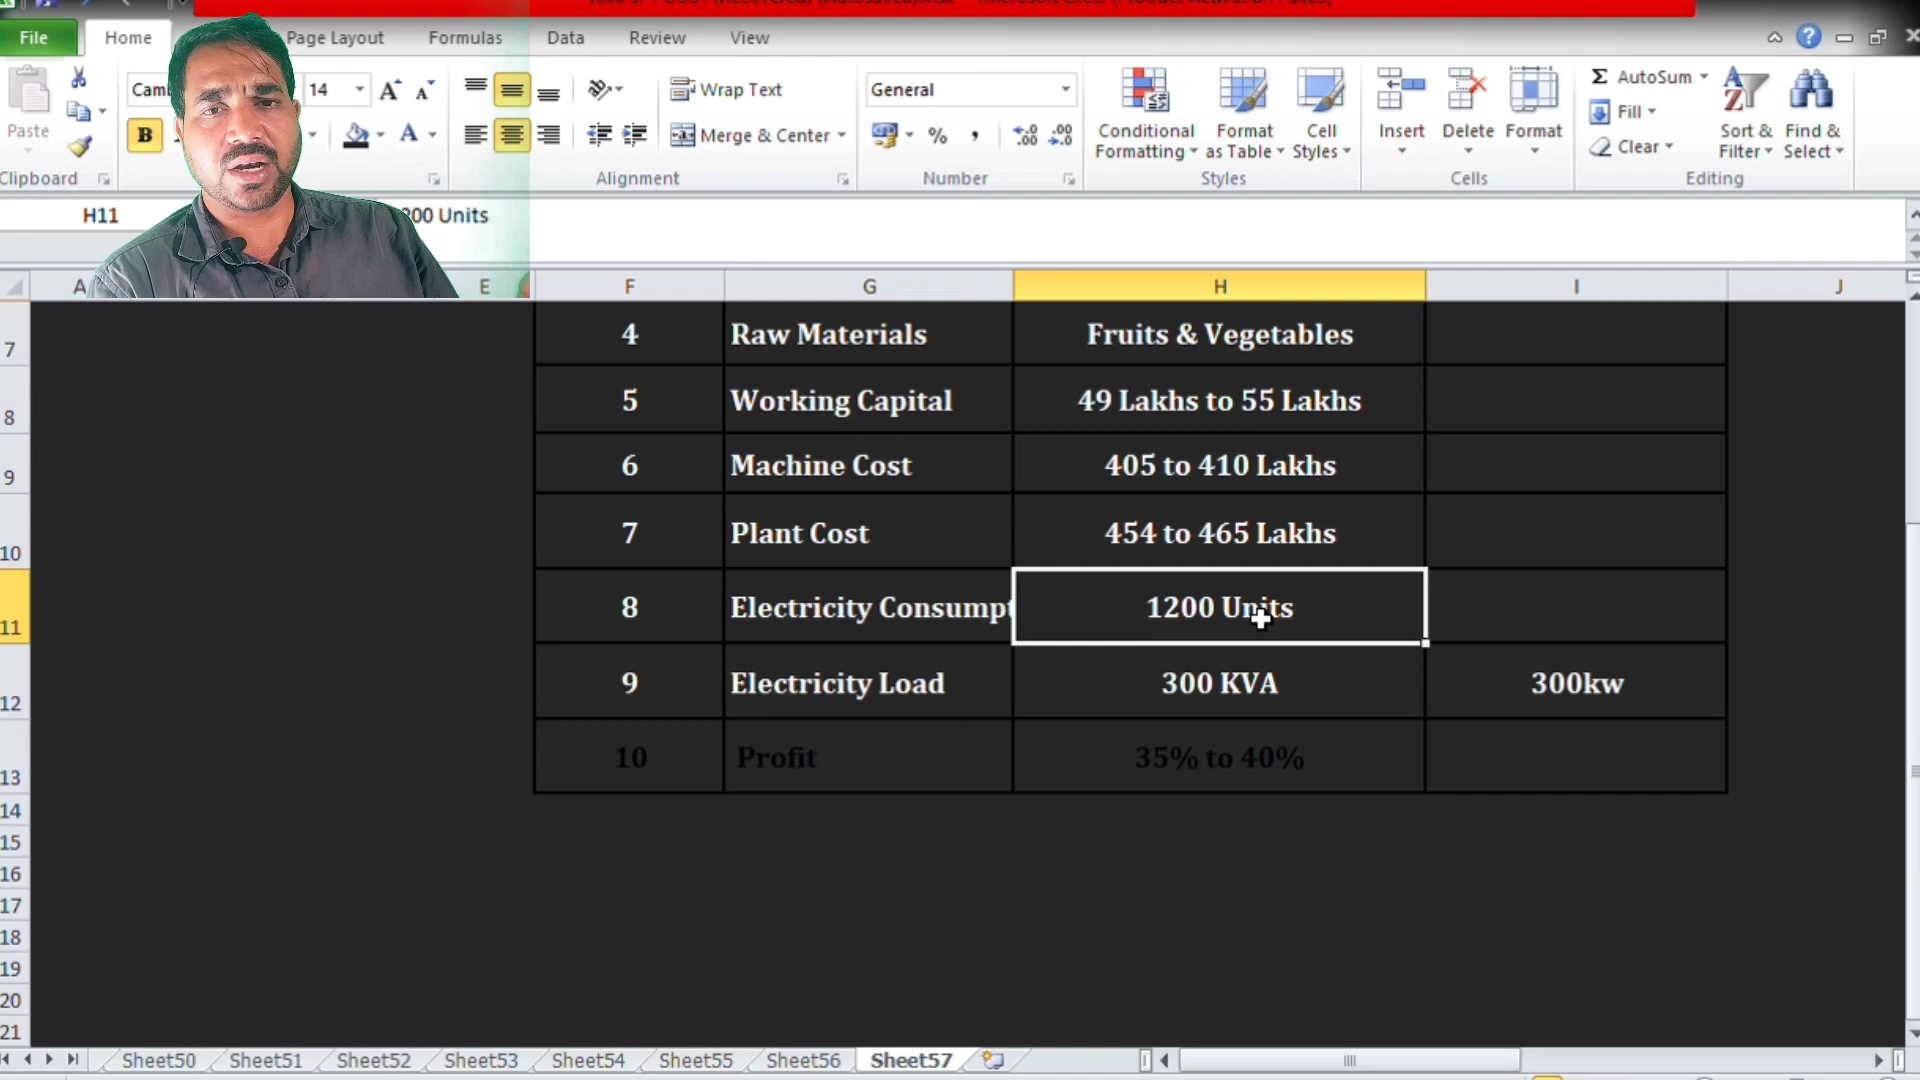 File Home Page Layout Formulas Data Review View
14 Wrap Text General AutoSum
Paste Merge & Center % , Conditional Formatting Format as Table Cell Styles Insert Delete Format Fill Clear Sort & Filter Find & Select
Clipboard Alignment Number Styles Cells Editing
H11 200 Units
A E F G H I J
7 4 Raw Materials Fruits & Vegetables
8 5 Working Capital 49 Lakhs to 55 Lakhs
9 6 Machine Cost 405 to 410 Lakhs
10 7 Plant Cost 454 to 465 Lakhs
11 8 Electricity Consumpt 1200 Units
12 9 Electricity Load 300 KVA 300kw
13 10 Profit 35% to 40%
14
15
16
17
18
19
20
21
Sheet50 Sheet51 Sheet52 Sheet53 Sheet54 Sheet55 Sheet56 Sheet57